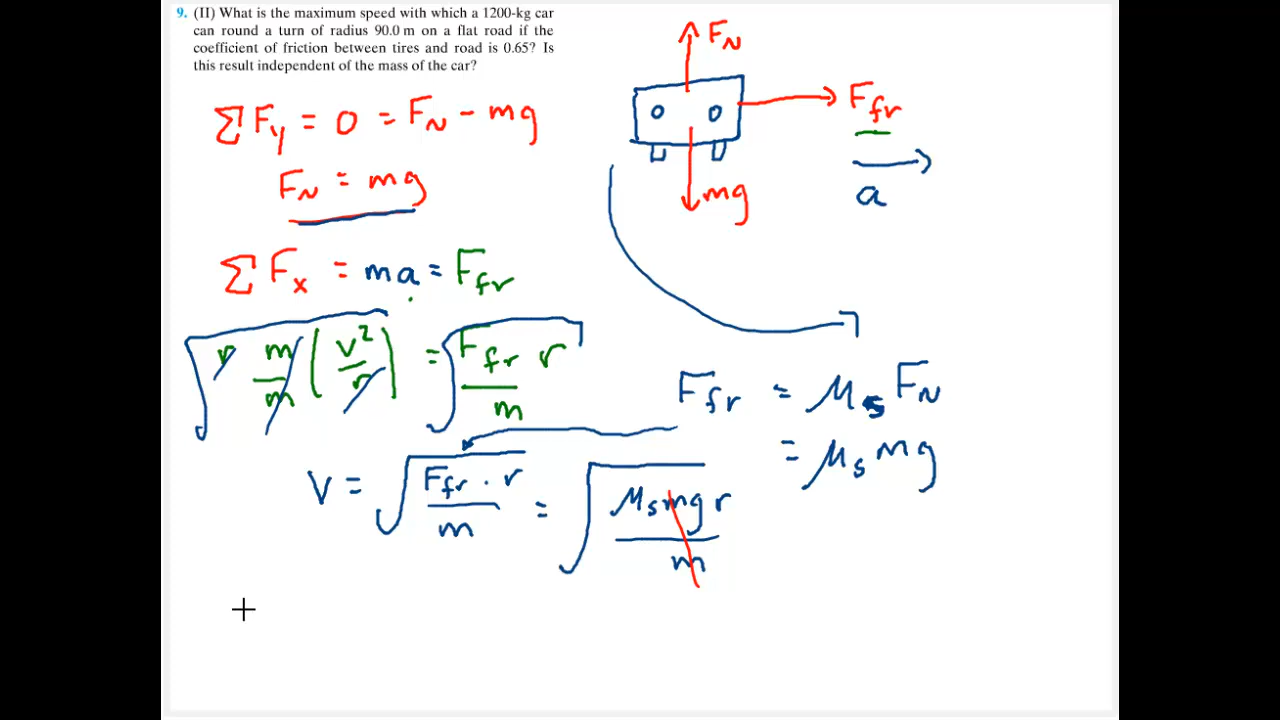 9. (II) What is the maximum speed with which a 1200-kg car
can round a turn of radius 90.0 m on a flat road if the
coefficient of friction between tires and road is 0.65? Is
this result independent of the mass of the car?
F_N
F_fr
a
mg
ΣF_y = 0 = F_N - mg
F_N = mg
ΣF_x = ma = F_fr
√(r m/m (v²/r)) = √(F_fr r/m)
F_fr = μ_s F_N
= μ_s mg
v = √(F_fr · r/m) = √(μ_s mg r/m)